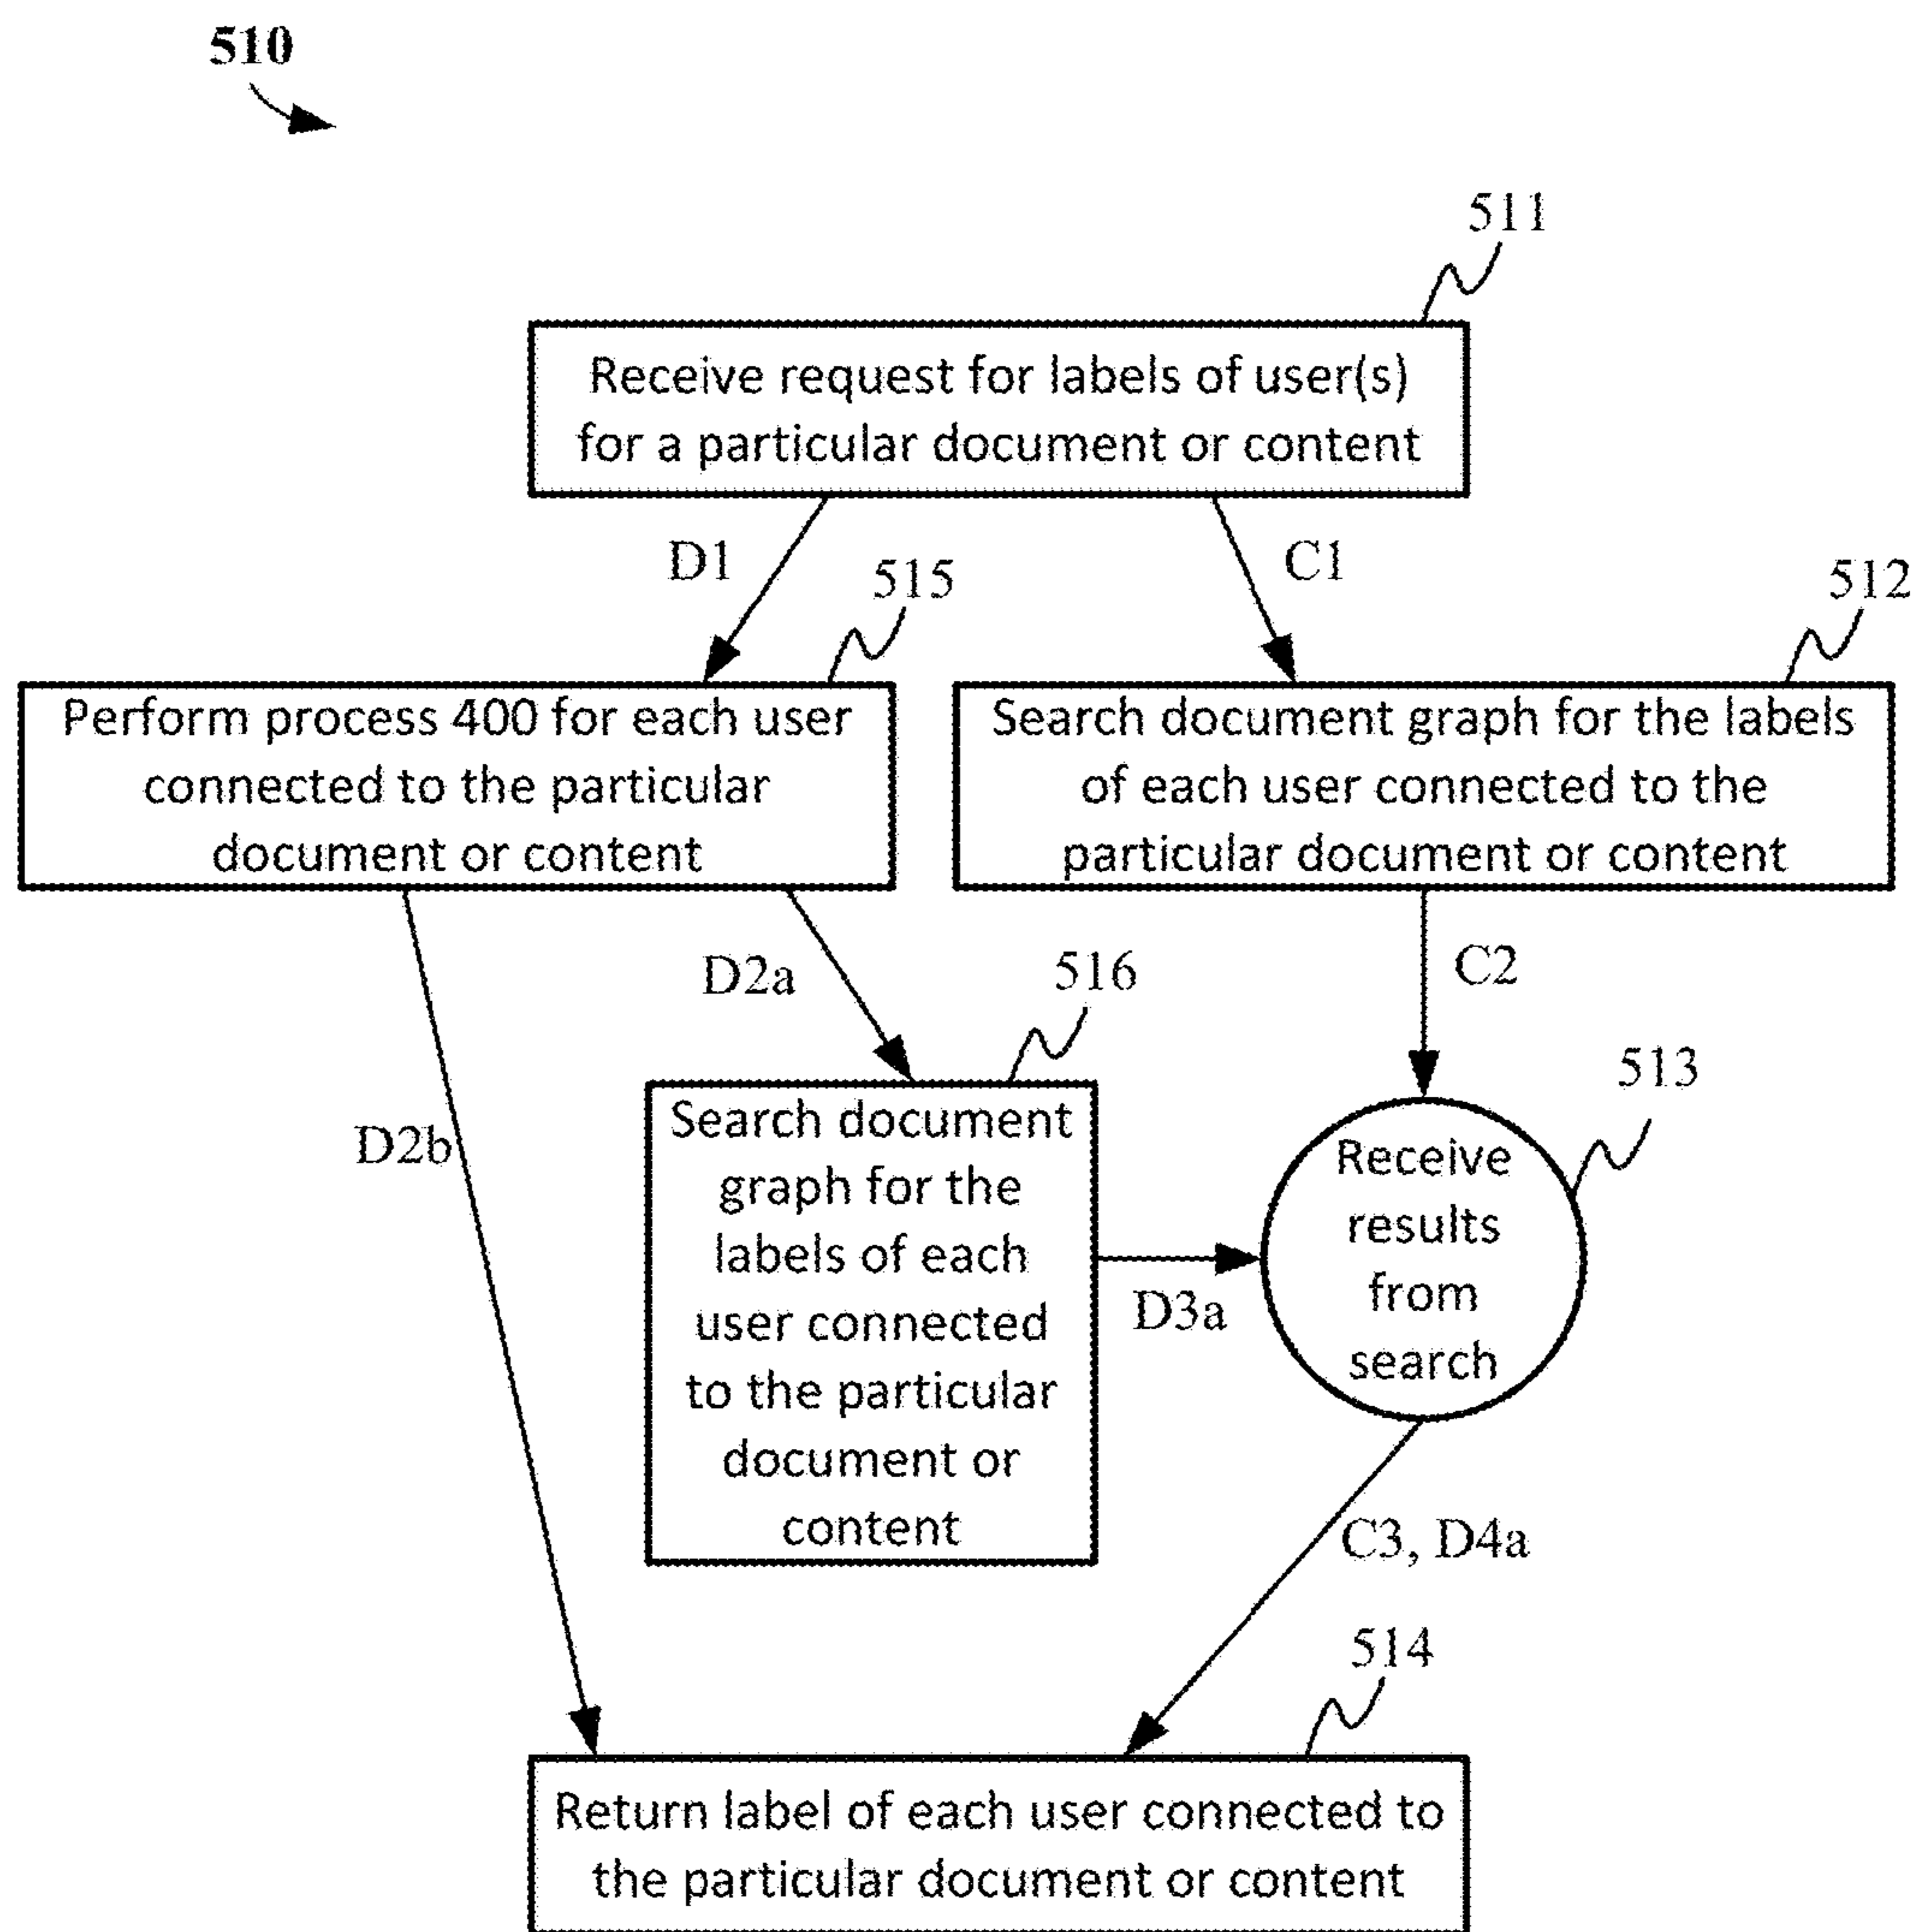 510
511
Receive request for labels of user(s)
for a particular document or content
D1
C1
515
512
Perform process 400 for each user
connected to the particular
document or content
Search document graph for the labels
of each user connected to the
particular document or content
D2a
C2
516
513
D2b
Search document
graph for the
labels of each
user connected
to the particular
document or
content
D3a
Receive
results
from
search
C3, D4a
514
Return label of each user connected to
the particular document or content